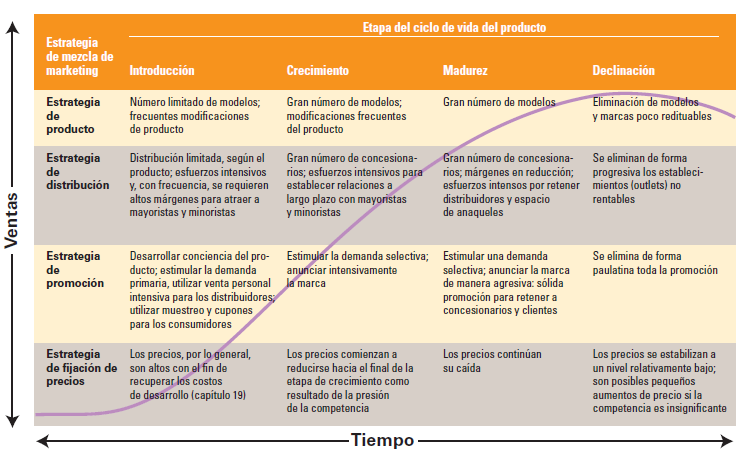 Ventas
Etapa del ciclo de vida del producto
Estrategia
de mezcla de
marketing
Introducción
Crecimiento
Madurez
Declinación
Estrategia
de
producto
Número limitado de modelos;
frecuentes modificaciones
de producto
Gran número de modelos;
modificaciones frecuentes
del producto
Gran número de modelos
Eliminación de modelos
y marcas poco redituables
Estrategia
de
distribución
Distribución limitada, según el
producto; esfuerzos intensivos
y, con frecuencia, se requieren
altos márgenes para atraer a
mayoristas y minoristas
Gran número de concesiona-
rios; esfuerzos intensivos para
establecer relaciones a
largo plazo con mayoristas
y minoristas
Gran número de concesiona-
rios; márgenes en reducción;
esfuerzos intensos por retener
distribuidores y espacio
de anaqueles
Se eliminan de forma
progresiva los estableci-
mientos (outlets) no
rentables
Estrategia
de
promoción
Desarrollar conciencia del pro-
ducto; estimular la demanda
primaria, utilizar venta personal
intensiva para los distribuidores;
utilizar muestreo y cupones
para los consumidores
Estimular la demanda selectiva;
anunciar intensivamente
la marca
Estimular una demanda
selectiva; anunciar la marca
de manera agresiva: sólida
promoción para retener a
concesionarios y clientes
Se elimina de forma
paulatina toda la promoción
Estrategia
de fijación de
precios
Los precios, por lo general,
son altos con el fin de
recuperar los costos
de desarrollo (capítulo 19)
Los precios comienzan a
reducirse hacia el final de la
etapa de crecimiento como
resultado de la presión
de la competencia
Los precios continúan
su caída
Los precios se estabilizan a
un nivel relativamente bajo;
son posibles pequeños
aumentos de precio si la
competencia es insignificante
Tiempo